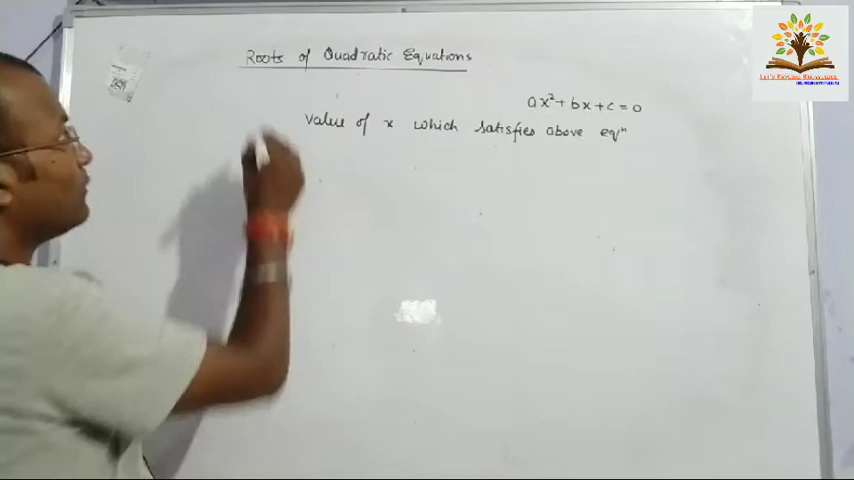 Roots of Quadratic Equations
ax²+bx+c=0
value of x which satisfies above eqⁿ